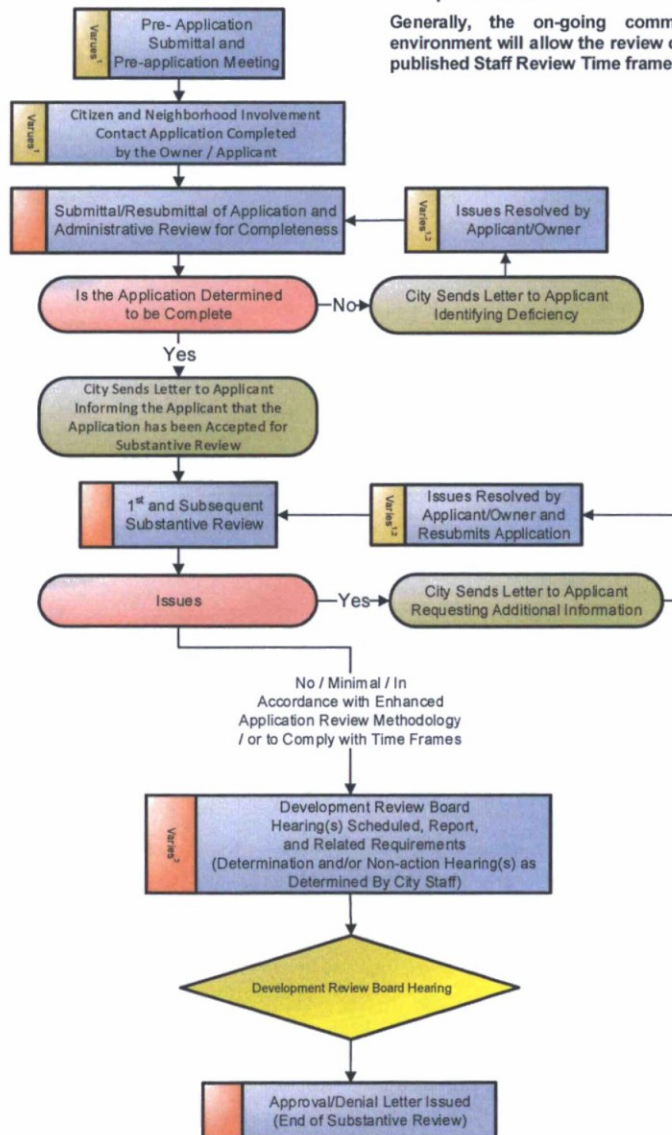 Generally, the on-going
environment will allow the review
published Staff Review Time
Varues¹
Pre- Application
Submittal and
Pre-application Meeting
Varues¹
Citizen and Neighborhood Involvement
Contact Application Completed
by the Owner / Applicant
Submittal/Resubmittal of Application and
Administrative Review for Completeness
Varies¹,²
Issues Resolved by
Applicant/Owner
Is the Application Determined
to be Complete
No
City Sends Letter to Applicant
Identifying Deficiency
Yes
City Sends Letter to Applicant
Informing the Applicant that the
Application has been Accepted for
Substantive Review
1st and Subsequent
Substantive Review
Varies¹,²
Issues Resolved by
Applicant/Owner and
Resubmits Application
Issues
Yes
City Sends Letter to Applicant
Requesting Additional Information
No / Minimal / In
Accordance with Enhanced
Application Review Methodology
/ or to Comply with Time Frames
Varies
Development Review Board
Hearing(s) Scheduled, Report,
and Related Requirements
(Determination and/or Non-action Hearing(s) as
Determined By City Staff)
Development Review Board Hearing
Approval/Denial Letter Issued
(End of Substantive Review)